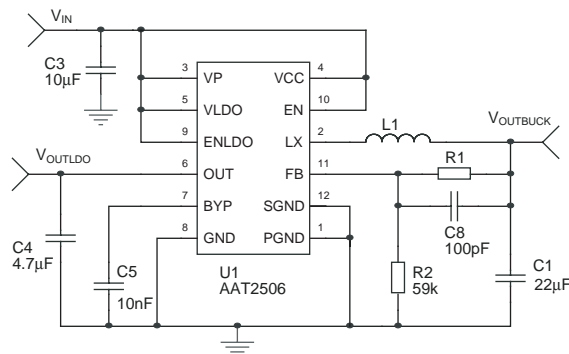 VIN
C3
10μF
3 VP VCC 4
5 VLDO EN 10
9 ENLDO LX 2
L1
VOUTBUCK
VOUTLDO
6 OUT FB 11
R1
7 BYP SGND 12
C8
100pF
8 GND PGND 1
C4
4.7μF
C5
10nF
U1
AAT2506
R2
59k
C1
22μF